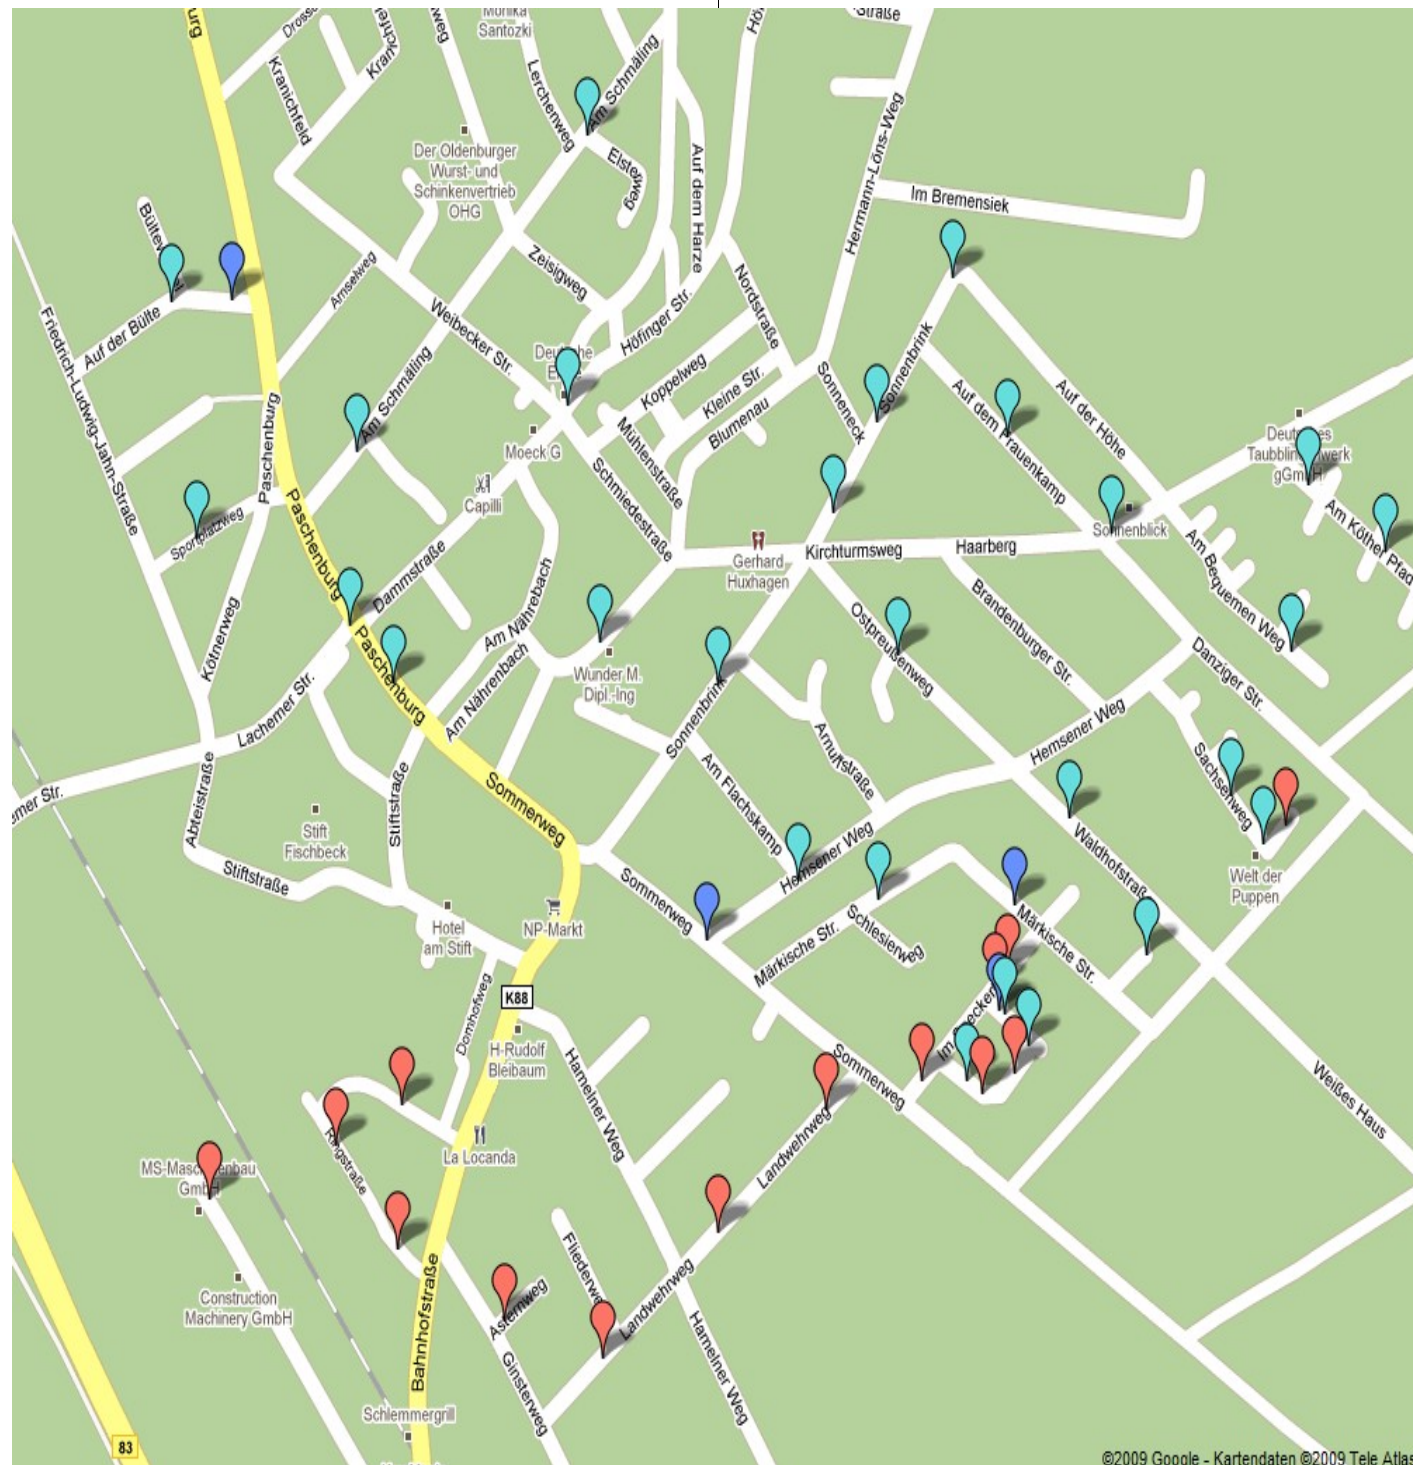 Straße
Monika
Santozki
Lerchenweg
Am Schmäling
Kranichfeld
Der Oldenburger
Wurst- und
Schinkenvertrieb
OHG
Elsterweg
Auf dem Harze
Hermann-Löns-Weg
Im Bremensiek
Zeisigweg
Nordstraße
Amselweg
Weibecker Str.
Höfinger Str.
Auf der Bülte
Friedrich-Ludwig-Jahn-Straße
Am Schmäling
Koppelweg
Kleine Str.
Blumenau
Sonneneck
Sonnenbrink
Auf dem Frauenkamp
Auf der Höhe
Paschenburg
Moeck G
Mühlenstraße
Capilli
Schmiedestraße
Sportplatzweg
Paschenburg
Sonnenblick
Am Köther Pfad
Gerhard
Huxhagen
Kirchturmsweg
Haarberg
Am Bequemen Weg
Dammstraße
Am Nährebach
Kötnerweg
Ostpreußenweg
Brandenburger Str.
Danziger Str.
Paschenburg
Am Nährenbach
Wunder M.
Dipl.-Ing
Lachemer Str.
Sonnenbrink
Hemsener Weg
Am Flachskamp
Sachsenweg
emer Str.
Abteistraße
Stiftstraße
Sommerweg
Stift
Fischbeck
Hemsener Weg
Stiftstraße
Sommerweg
Welt der
Puppen
Hotel
am Stift
NP-Markt
Märkische Str.
Schlesierweg
Märkische Str.
K88
Domhofweg
H-Rudolf
Bleibaum
Hamelner Weg
Sommerweg
Weißes Haus
La Locanda
Ringstraße
Landwehrweg
Construction
Machinery GmbH
Bahnhofstraße
Asternweg
Landwehrweg
Ginsterweg
Hamelner Weg
Schlemmergrill
83
©2009 Google - Kartendaten ©2009 Tele Atlas